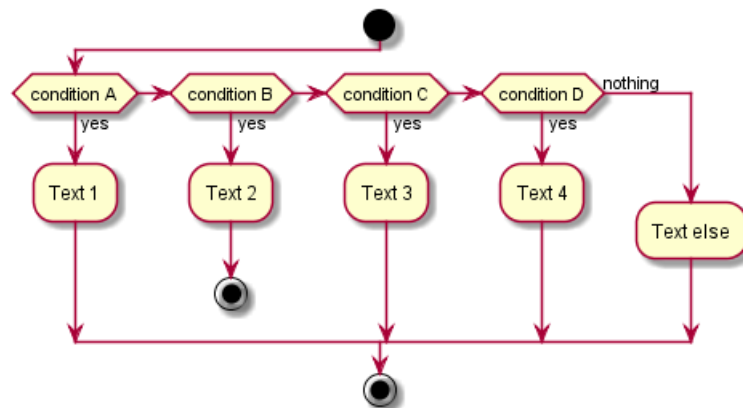 condition A
condition B
condition C
condition D
nothing
yes
yes
yes
yes
Text 1
Text 2
Text 3
Text 4
Text else